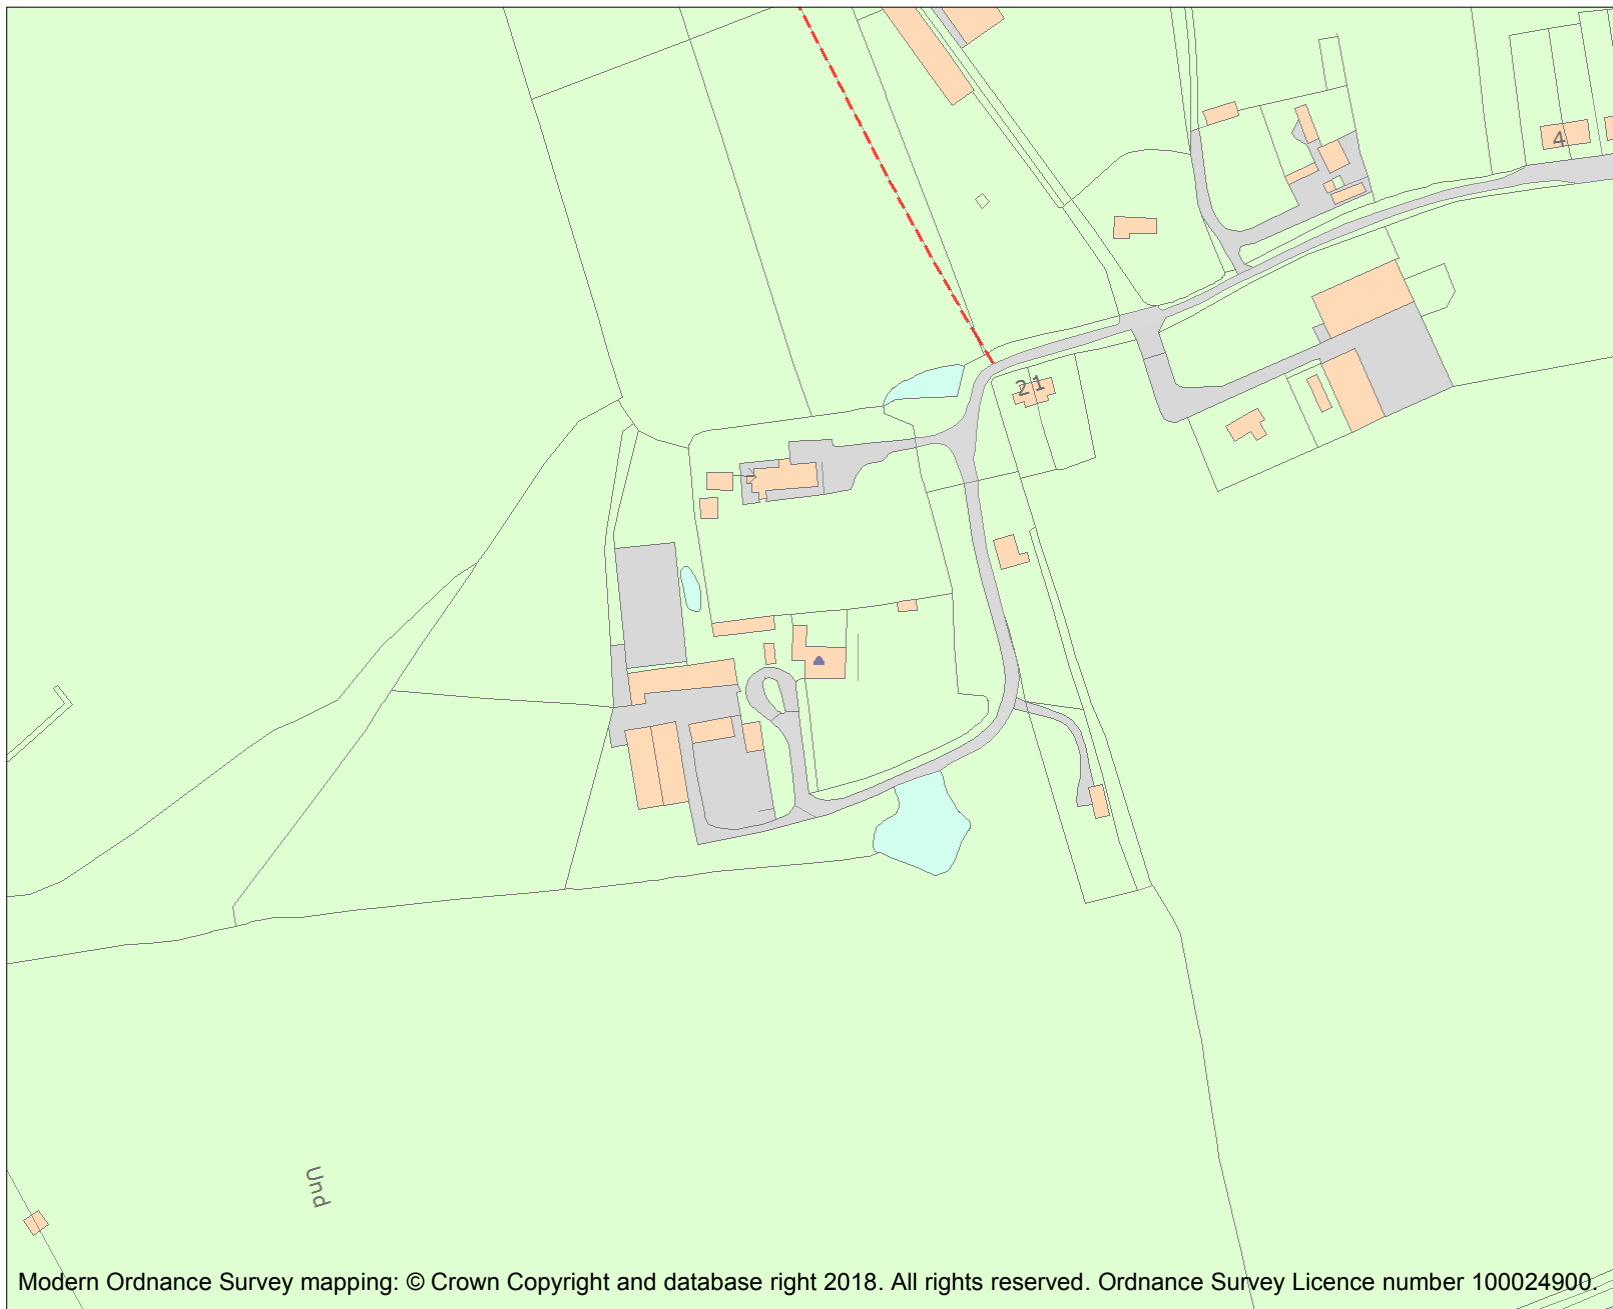 4
21
Und
Modern Ordnance Survey mapping: © Crown Copyright and database right 2018. All rights reserved. Ordnance Survey Licence number 100024900.